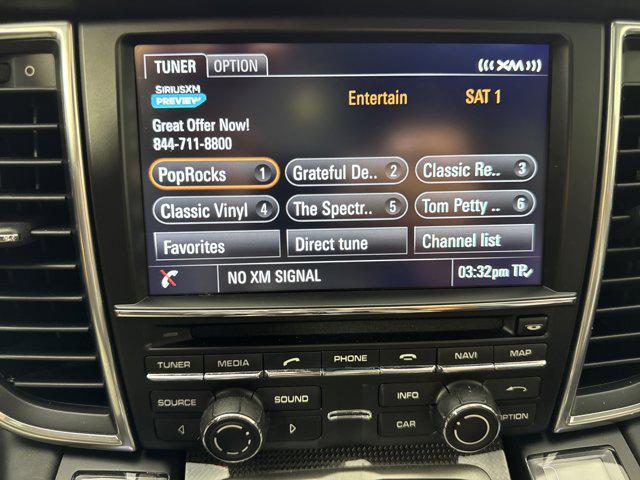 TUNER OPTION
XM
SIRIUSXM
PREVIEW
Entertain SAT 1
Great Offer Now!
844-711-8800
PopRocks 1 Grateful De.. 2 Classic Re.. 3
Classic Vinyl 4 The Spectr.. 5 Tom Petty .. 6
Favorites Direct tune Channel list
NO XM SIGNAL 03:32pm TP
TUNER MEDIA PHONE NAVI MAP
SOURCE SOUND INFO
CAR OPTION